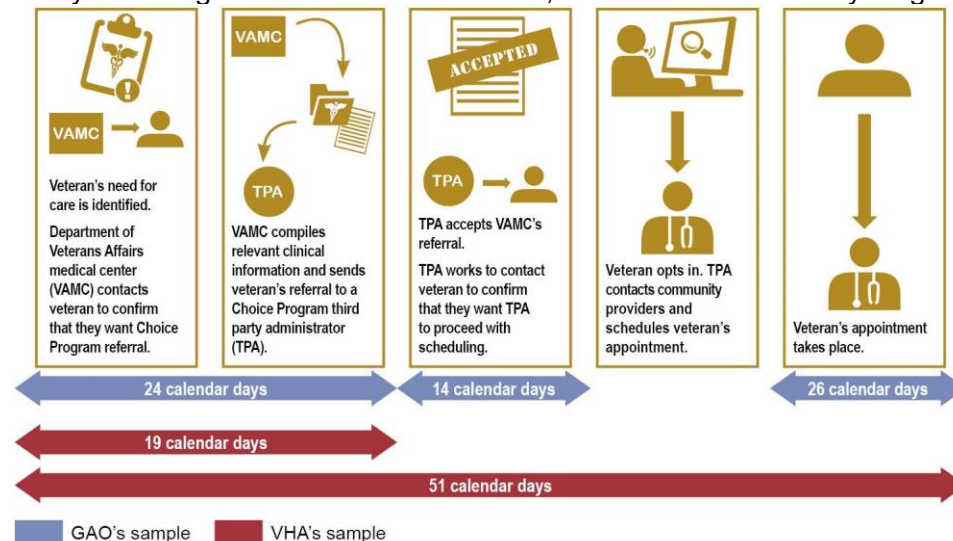 VAMC
Veteran's need for
care is identified.
Department of
Veterans Affairs
medical center
(VAMC) contacts
veteran to confirm
that they want Choice
Program referral.
VAMC
TPA
VAMC compiles
relevant clinical
information and sends
veteran's referral to a
Choice Program third
party administrator
(TPA).
ACCEPTED
TPA
TPA accepts VAMC's
referral.
TPA works to contact
veteran to confirm
that they want TPA
to proceed with
scheduling.
Veteran opts in. TPA
contacts community
providers and
schedules veteran's
appointment.
Veteran's appointment
takes place.
24 calendar days
14 calendar days
26 calendar days
19 calendar days
51 calendar days
GAO's sample
VHA's sample